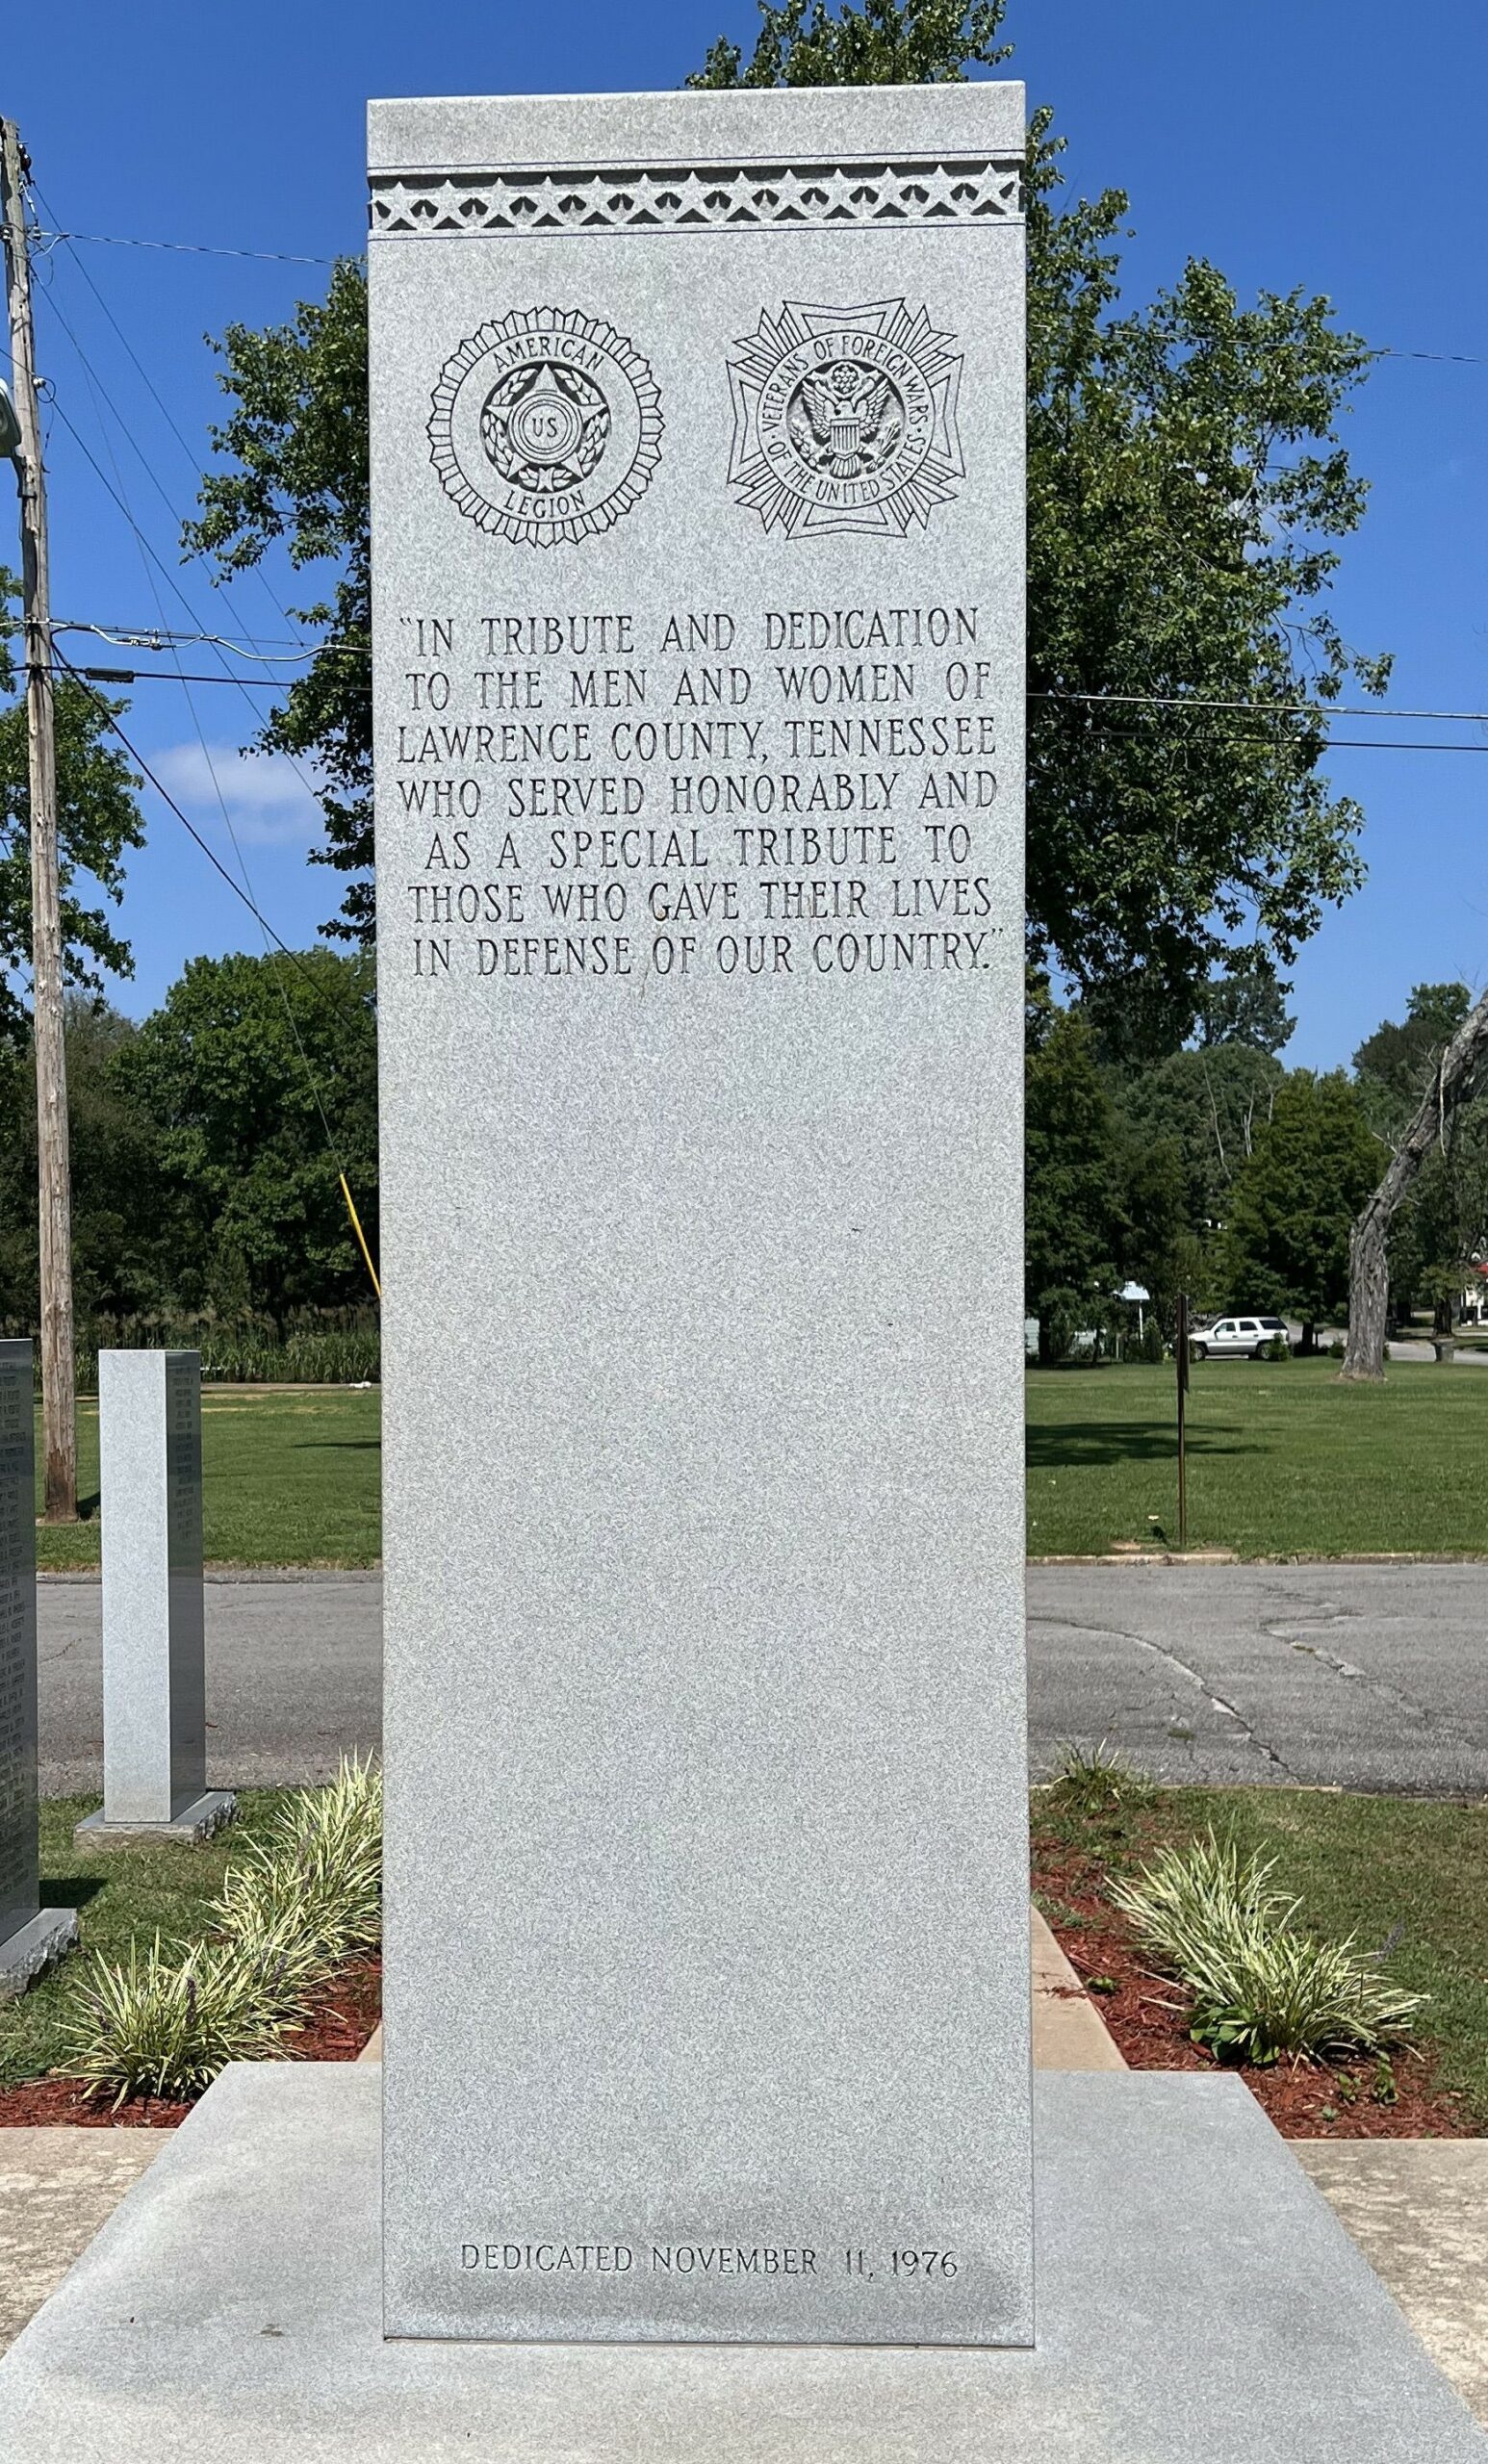 AMERICAN
US
LEGION
VETERANS OF FOREIGN WARS
OF THE UNITED STATES
“IN TRIBUTE AND DEDICATION
TO THE MEN AND WOMEN OF
LAWRENCE COUNTY, TENNESSEE
WHO SERVED HONORABLY AND
AS A SPECIAL TRIBUTE TO
THOSE WHO GAVE THEIR LIVES
IN DEFENSE OF OUR COUNTRY.”
DEDICATED NOVEMBER 11, 1976